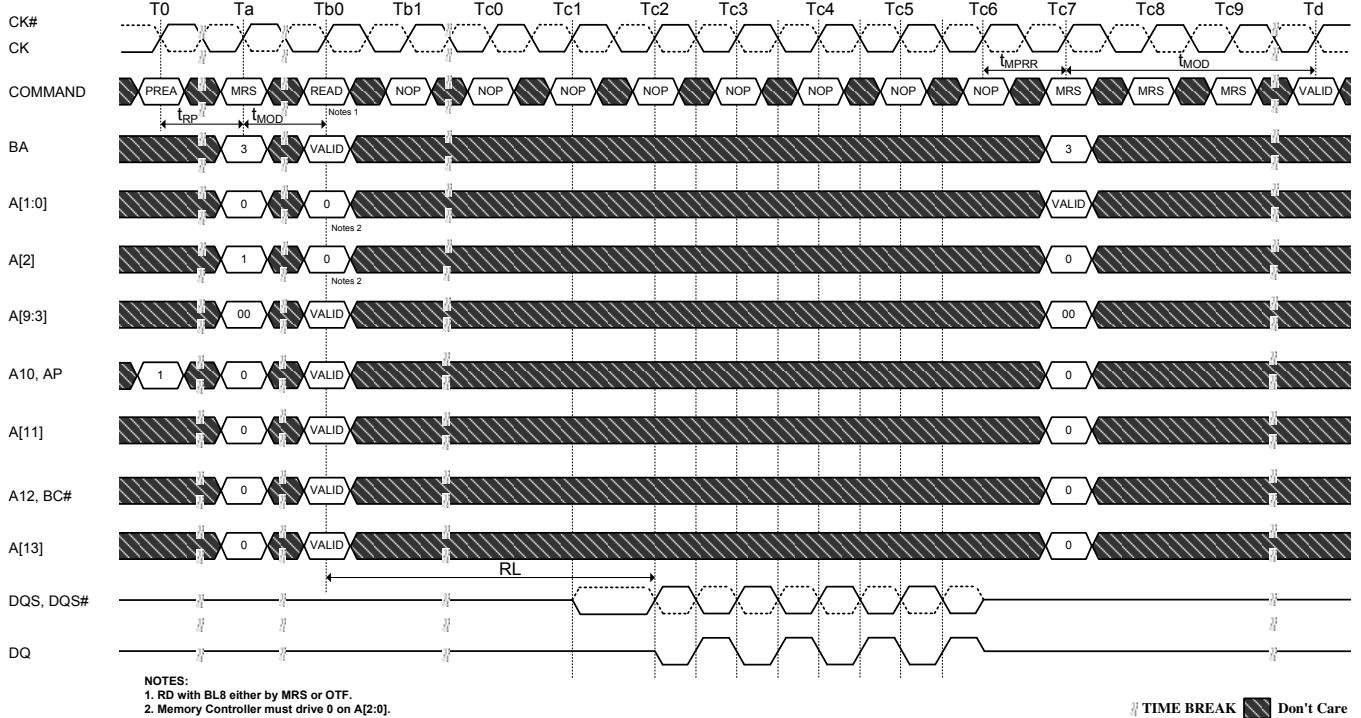 T0 Ta Tb0 Tb1 Tc0 Tc1 Tc2 Tc3 Tc4 Tc5 Tc6 Tc7 Tc8 Tc9 Td
CK#
CK
tMPRR tMOD
COMMAND PREA MRS READ NOP NOP NOP NOP NOP NOP NOP NOP MRS MRS MRS VALID
tRP tMOD Notes 1
BA 3 VALID 3
A[1:0] 0 0 VALID
Notes 2
A[2] 1 0 0
Notes 2
A[9:3] 00 VALID 00
A10, AP 1 0 VALID 0
A[11] 0 VALID 0
A12, BC# 0 VALID 0
A[13] 0 VALID 0
RL
DQS, DQS#
DQ
NOTES:
1. RD with BL8 either by MRS or OTF.
2. Memory Controller must drive 0 on A[2:0].
TIME BREAK Don't Care